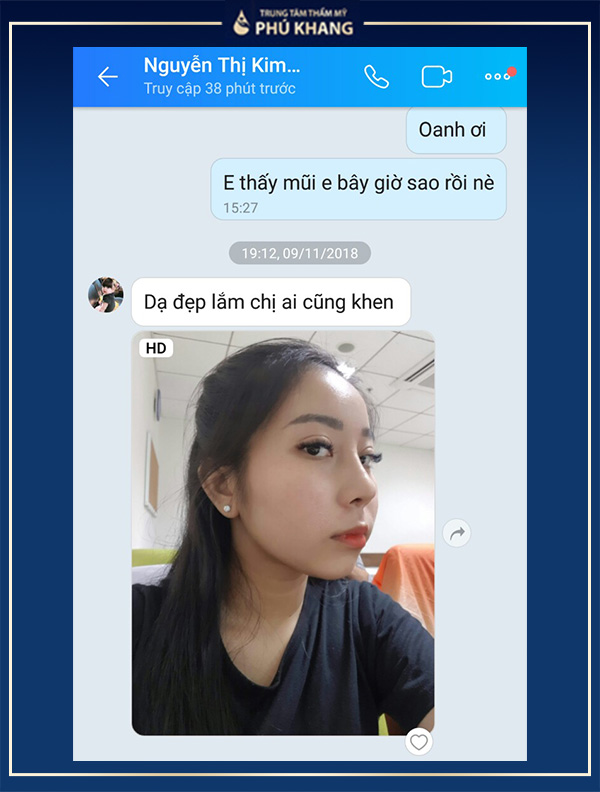 TRUNG TÂM THẨM MỸ
PHÚ KHANG
Nguyễn Thị Kim...
Truy cập 38 phút trước
Oanh ơi
E thấy mũi e bây giờ sao rồi nè
15:27
19:12, 09/11/2018
Dạ đẹp lắm chị ai cũng khen
HD